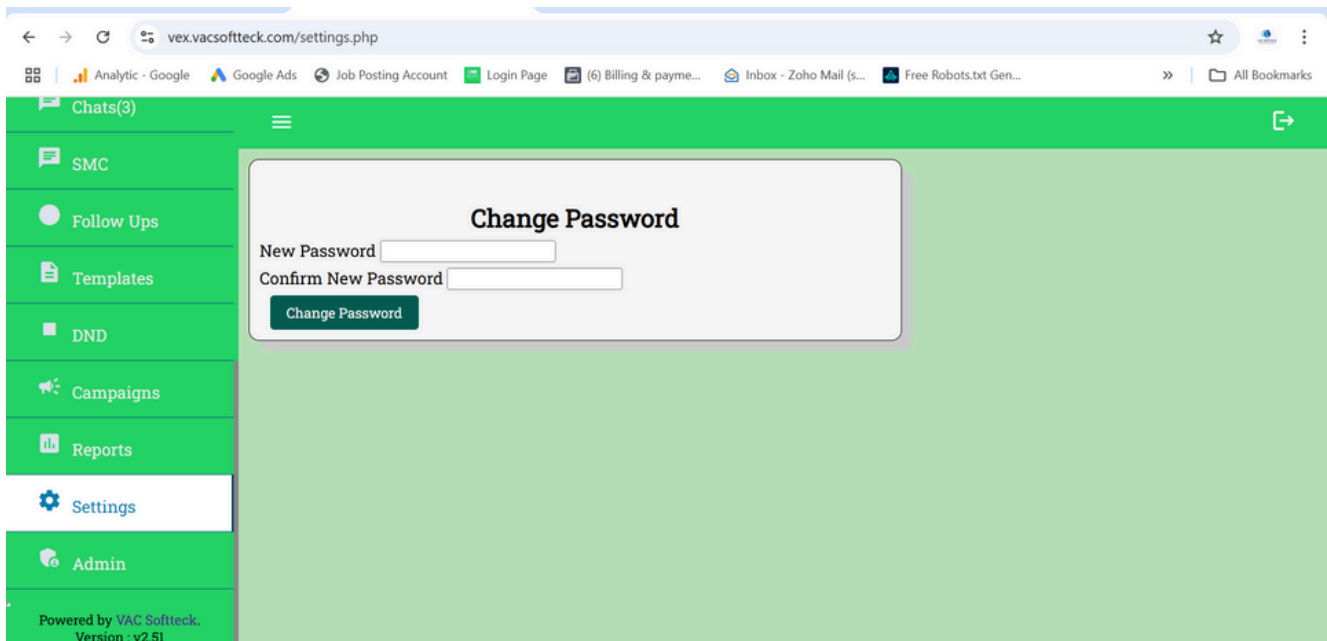 vex.vacsoftteck.com/settings.php
Analytic - Google Google Ads Job Posting Account Login Page (6) Billing & payme... Inbox - Zoho Mail (s... Free Robots.txt Gen... » All Bookmarks
Chats(3)
SMC
Follow Ups
Templates
DND
Campaigns
Reports
Settings
Admin
Powered by VAC Softteck.
Version : v2.51
Change Password
New Password
Confirm New Password
Change Password